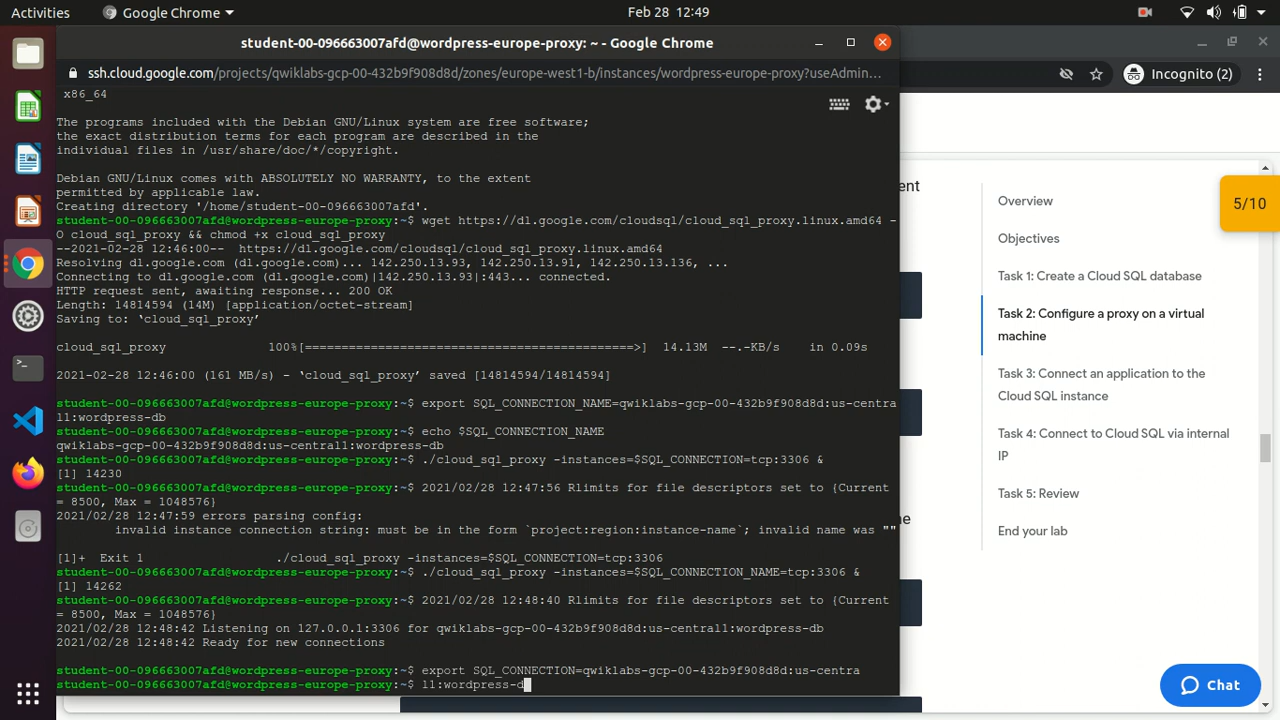 Activities
Google Chrome
Feb 28 12:49
student-00-096663007afd@wordpress-europe-proxy: ~ - Google Chrome
ssh.cloud.google.com/projects/qwiklabs-gcp-00-432b9f908d8d/zones/europe-west1-b/instances/wordpress-europe-proxy?useAdmin...
Incognito (2)
x86_64
The programs included with the Debian GNU/Linux system are free software;
the exact distribution terms for each program are described in the
individual files in /usr/share/doc/*/copyright.
Debian GNU/Linux comes with ABSOLUTELY NO WARRANTY, to the extent
permitted by applicable law.
Creating directory '/home/student-00-096663007afd'.
student-00-096663007afd@wordpress-europe-proxy:~$ wget https://dl.google.com/cloudsql/cloud_sql_proxy.linux.amd64 -
O cloud_sql_proxy && chmod +x cloud_sql_proxy
--2021-02-28 12:46:00-- https://dl.google.com/cloudsql/cloud_sql_proxy.linux.amd64
Resolving dl.google.com (dl.google.com)... 142.250.13.93, 142.250.13.91, 142.250.13.136, ...
Connecting to dl.google.com (dl.google.com)|142.250.13.93|:443... connected.
HTTP request sent, awaiting response... 200 OK
Length: 14814594 (14M) [application/octet-stream]
Saving to: ‘cloud_sql_proxy’
cloud_sql_proxy 100%[==========================================>] 14.13M --.-KB/s in 0.09s
2021-02-28 12:46:00 (161 MB/s) - ‘cloud_sql_proxy’ saved [14814594/14814594]
student-00-096663007afd@wordpress-europe-proxy:~$ export SQL_CONNECTION_NAME=qwiklabs-gcp-00-432b9f908d8d:us-centra
l1:wordpress-db
student-00-096663007afd@wordpress-europe-proxy:~$ echo $SQL_CONNECTION_NAME
qwiklabs-gcp-00-432b9f908d8d:us-central1:wordpress-db
student-00-096663007afd@wordpress-europe-proxy:~$ ./cloud_sql_proxy -instances=$SQL_CONNECTION=tcp:3306 &
[1] 14230
student-00-096663007afd@wordpress-europe-proxy:~$ 2021/02/28 12:47:56 Rlimits for file descriptors set to {Current
= 8500, Max = 1048576}
2021/02/28 12:47:59 errors parsing config:
invalid instance connection string: must be in the form `project:region:instance-name`; invalid name was ""
[1]+ Exit 1 ./cloud_sql_proxy -instances=$SQL_CONNECTION=tcp:3306
student-00-096663007afd@wordpress-europe-proxy:~$ ./cloud_sql_proxy -instances=$SQL_CONNECTION_NAME=tcp:3306 &
[1] 14262
student-00-096663007afd@wordpress-europe-proxy:~$ 2021/02/28 12:48:40 Rlimits for file descriptors set to {Current
= 8500, Max = 1048576}
2021/02/28 12:48:42 Listening on 127.0.0.1:3306 for qwiklabs-gcp-00-432b9f908d8d:us-central1:wordpress-db
2021/02/28 12:48:42 Ready for new connections
student-00-096663007afd@wordpress-europe-proxy:~$ export SQL_CONNECTION=qwiklabs-gcp-00-432b9f908d8d:us-centra
student-00-096663007afd@wordpress-europe-proxy:~$ l1:wordpress-d
ent
ne
Overview
Objectives
Task 1: Create a Cloud SQL database
Task 2: Configure a proxy on a virtual
machine
Task 3: Connect an application to the
Cloud SQL instance
Task 4: Connect to Cloud SQL via internal
IP
Task 5: Review
End your lab
5/10
Chat